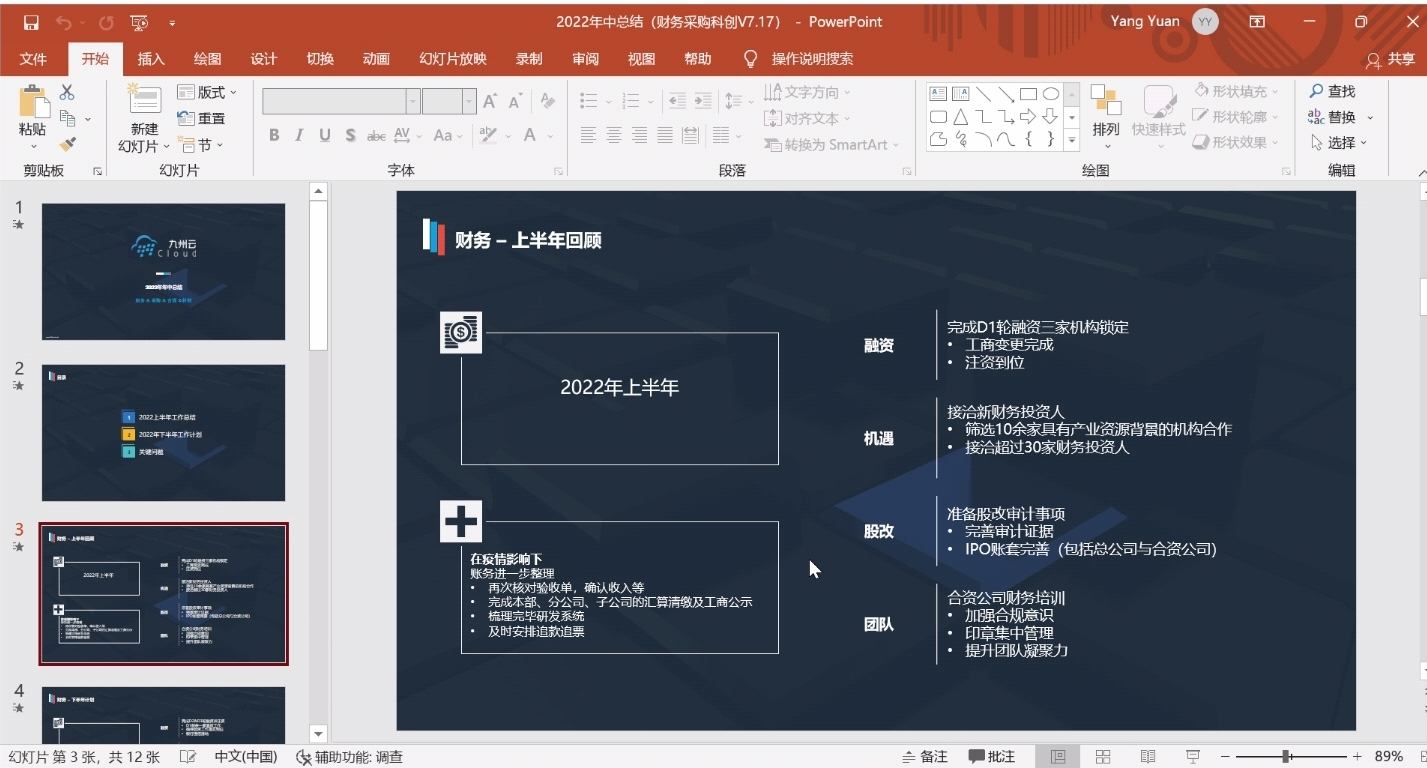 2022年中总结（财务采购科创V7.17） - PowerPoint
Yang Yuan
YY
文件
开始
插入
绘图
设计
切换
动画
幻灯片放映
录制
审阅
视图
帮助
操作说明搜索
共享
粘贴
剪贴板
新建
幻灯片
版式
重置
节
幻灯片
B I U S abc AV Aa A
字体
文字方向
对齐文本
转换为 SmartArt
段落
排列
快速样式
形状填充
形状轮廓
形状效果
绘图
查找
替换
选择
编辑
1
九州云
Cloud
2022年年中总结
2
目录
1 2022上半年工作总结
2 2022年下半年工作计划
3 关键问题
3
财务 – 上半年回顾
2022年上半年
4
财务 – 下半年计划
财务 – 上半年回顾
2022年上半年
在疫情影响下
账务进一步整理
• 再次核对验收单，确认收入等
• 完成本部、分公司、子公司的汇算清缴及工商公示
• 梳理完毕研发系统
• 及时安排追款追票
融资
完成D1轮融资三家机构锁定
• 工商变更完成
• 注资到位
机遇
接洽新财务投资人
• 筛选10余家具有产业资源背景的机构合作
• 接洽超过30家财务投资人
股改
准备股改审计事项
• 完善审计证据
• IPO账套完善（包括总公司与合资公司）
团队
合资公司财务培训
• 加强合规意识
• 印章集中管理
• 提升团队凝聚力
幻灯片 第 3 张，共 12 张
中文(中国)
辅助功能: 调查
备注
批注
89%